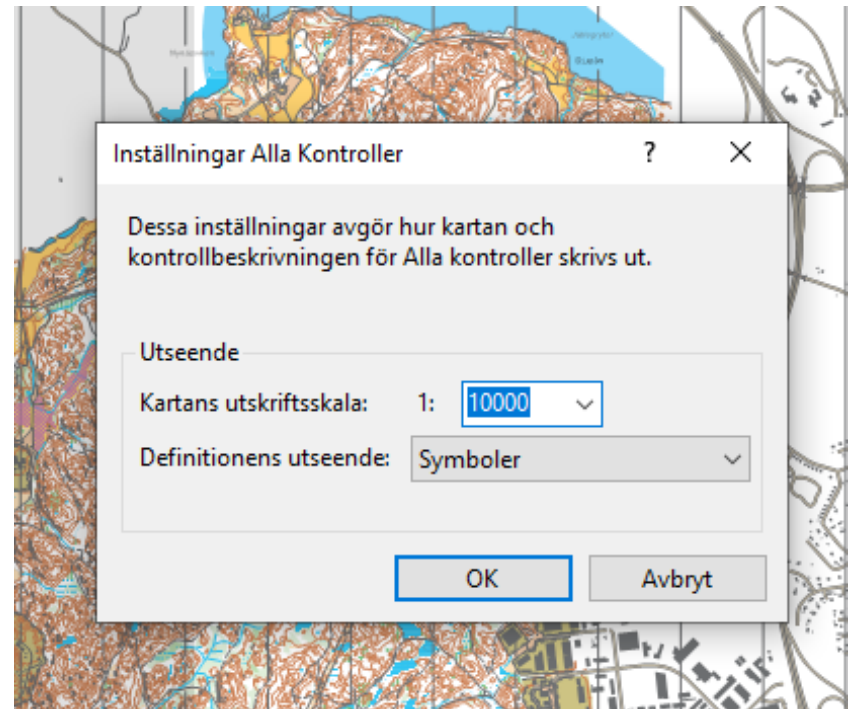 Inställningar Alla Kontroller
?
Dessa inställningar avgör hur kartan och
kontrollbeskrivningen för Alla kontroller skrivs ut.
Utseende
Kartans utskriftsskala: 1: 10000
Definitionens utseende: Symboler
OK Avbryt